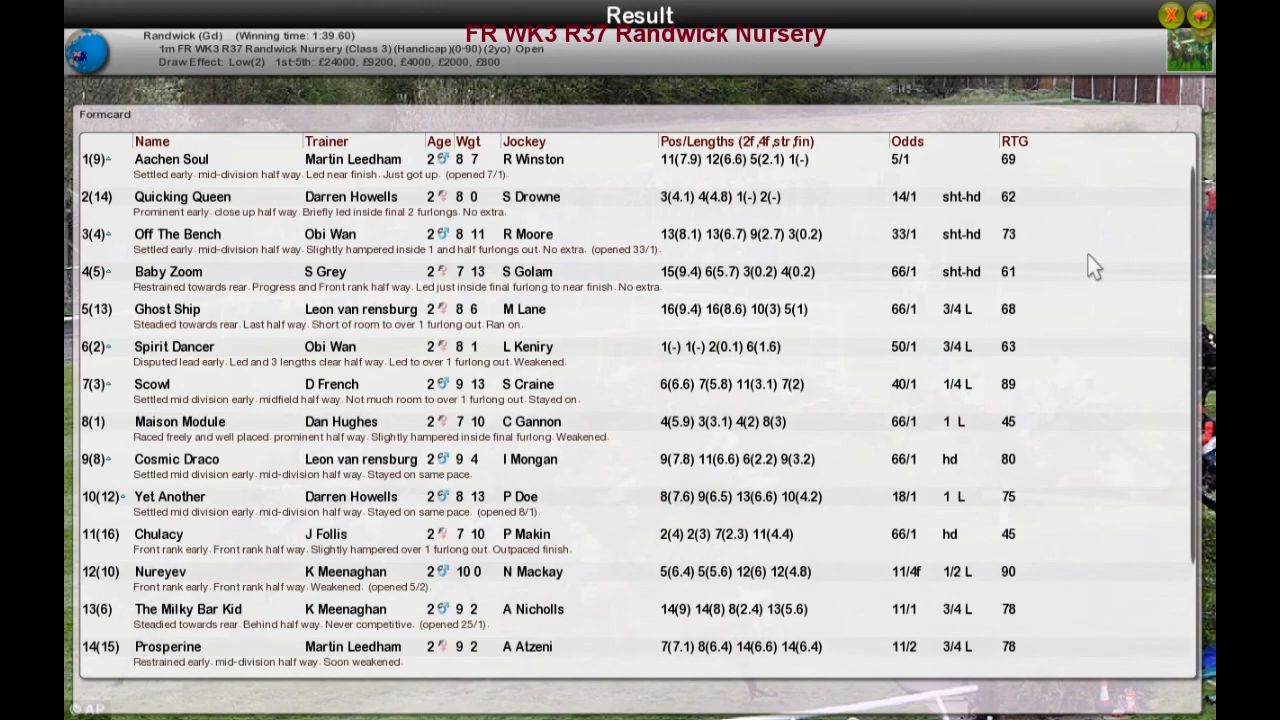 Result
FR WK3 R37 Randwick Nursery
Randwick (Gd) (Winning time: 1:39.60)
1m FR WK3 R37 Randwick Nursery (Class 3) (Handicap)(0-90) (2yo) Open
Draw Effect: Low(2) 1st-5th: £24000, £9200, £4000, £2000, £800
Formcard
Name Trainer Age Wgt Jockey Pos/Lengths (2f,4f,str,fin) Odds RTG
1(9) Aachen Soul Martin Leedham 2 8 7 R Winston 11(7.9) 12(6.6) 5(2.1) 1(-) 5/1 69
Settled early. mid-division half way. Led near finish. Just got up. (opened 7/1).
2(14) Quicking Queen Darren Howells 2 8 0 S Drowne 3(4.1) 4(4.8) 1(-) 2(-) 14/1 sht-hd 62
Prominent early. close up half way. Briefly led inside final 2 furlongs. No extra.
3(4) Off The Bench Obi Wan 2 8 11 R Moore 13(8.1) 13(6.7) 9(2.7) 3(0.2) 33/1 sht-hd 73
Settled early. mid-division half way. Slightly hampered inside 1 and half furlongs out. No extra. (opened 33/1).
4(5) Baby Zoom S Grey 2 7 13 S Golam 15(9.4) 6(5.7) 3(0.2) 4(0.2) 66/1 sht-hd 61
Restrained towards rear. Progress and Front rank half way. Led just inside final furlong to near finish. No extra.
5(13) Ghost Ship Leon van rensburg 2 8 6 M Lane 16(9.4) 16(8.6) 10(3) 5(1) 66/1 3/4 L 68
Steadied towards rear. Last half way. Short of room to over 1 furlong out. Ran on.
6(2) Spirit Dancer Obi Wan 2 8 1 L Keniry 1(-) 1(-) 2(0.1) 6(1.6) 50/1 3/4 L 63
Disputed lead early. Led and 3 lengths clear half way. Led to over 1 furlong out. Weakened.
7(3) Scowl D French 2 9 13 S Craine 6(6.6) 7(5.8) 11(3.1) 7(2) 40/1 1/4 L 89
Settled mid division early. midfield half way. Not much room to over 1 furlong out. Stayed on.
8(1) Maison Module Dan Hughes 2 7 10 C Gannon 4(5.9) 3(3.1) 4(2) 8(3) 66/1 1 L 45
Raced freely and well placed. prominent half way. Slightly hampered inside final furlong. Weakened.
9(8) Cosmic Draco Leon van rensburg 2 9 4 I Mongan 9(7.8) 11(6.6) 6(2.2) 9(3.2) 66/1 hd 80
Settled mid division early. mid-division half way. Stayed on same pace.
10(12) Yet Another Darren Howells 2 8 13 P Doe 8(7.6) 9(6.5) 13(6.6) 10(4.2) 18/1 1 L 75
Settled mid division early. mid-division half way. Stayed on same pace. (opened 8/1).
11(16) Chulacy J Follis 2 7 10 P Makin 2(4) 2(3) 7(2.3) 11(4.4) 66/1 hd 45
Front rank early. Front rank half way. Slightly hampered over 1 furlong out. Outpaced finish.
12(10) Nureyev K Meenaghan 2 10 0 N Mackay 5(6.4) 5(5.6) 12(6) 12(4.8) 11/4f 1/2 L 90
Front rank early. Front rank half way. Weakened. (opened 5/2).
13(6) The Milky Bar Kid K Meenaghan 2 9 2 A Nicholls 14(9) 14(8) 8(2.4) 13(5.6) 11/1 3/4 L 78
Steadied towards rear. Behind half way. Never competitive. (opened 25/1).
14(15) Prosperine Martin Leedham 2 9 2 A Atzeni 7(7.1) 8(6.4) 14(6.6) 14(6.4) 11/2 3/4 L 78
Restrained early. mid-division half way. Soon weakened.
© AP